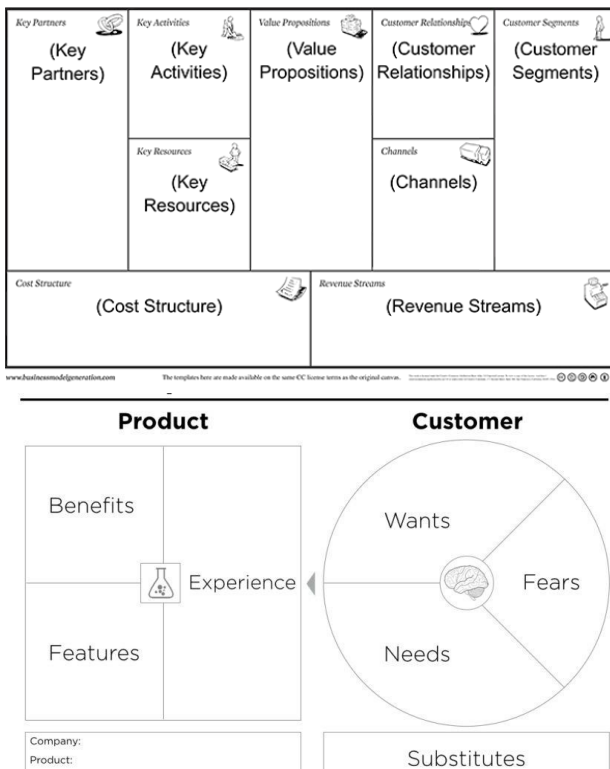 Key Partners
(Key
Partners)
Key Activities
(Key
Activities)
Key Resources
(Key
Resources)
Value Propositions
(Value
Propositions)
Customer Relationships
(Customer
Relationships)
Channels
(Channels)
Customer Segments
(Customer
Segments)
Cost Structure
(Cost Structure)
Revenue Streams
(Revenue Streams)
www.businessmodelgeneration.com
The templates here are made available on the same CC license terms as the original canvas.
Product
Benefits
Experience
Features
Company:
Product:
Customer
Wants
Fears
Needs
Substitutes